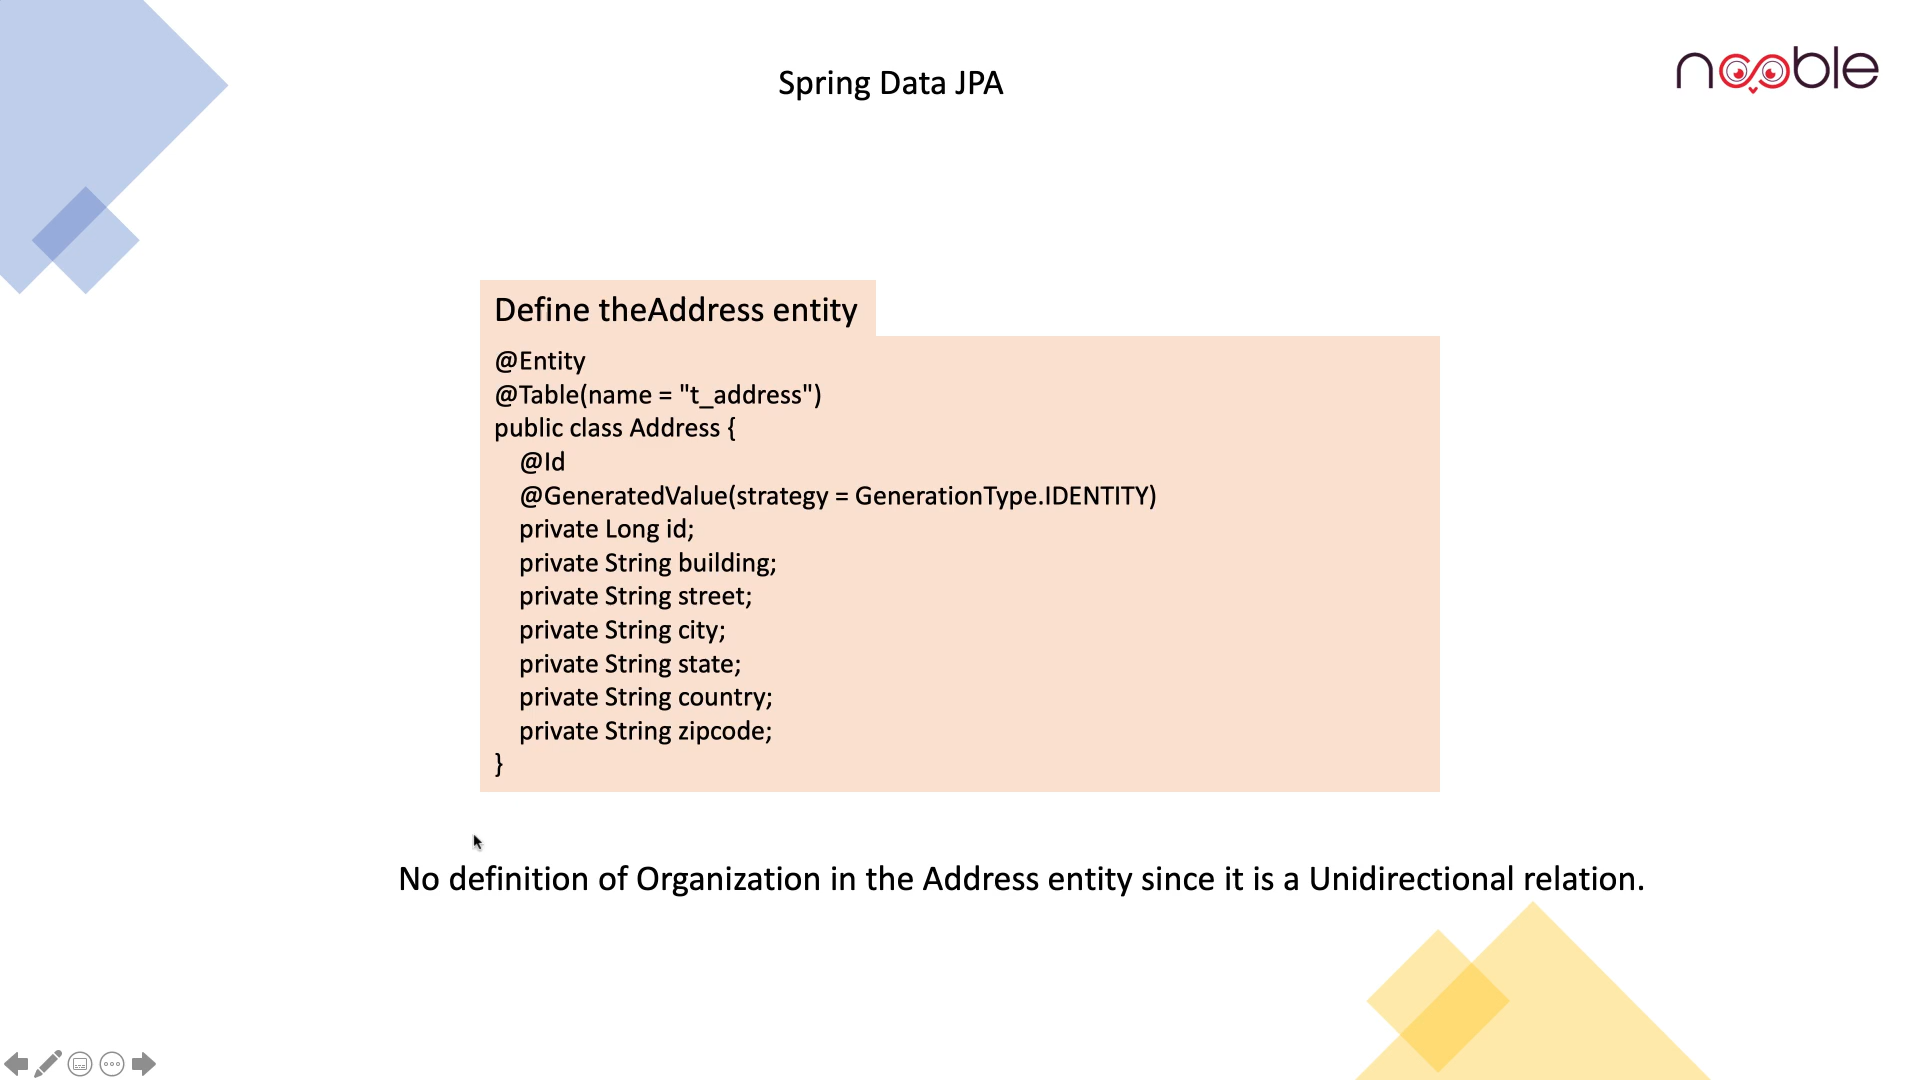 Spring Data JPA
nooble
Define theAddress entity
@Entity
@Table(name = "t_address")
public class Address {
@Id
@GeneratedValue(strategy = GenerationType.IDENTITY)
private Long id;
private String building;
private String street;
private String city;
private String state;
private String country;
private String zipcode;
}
No definition of Organization in the Address entity since it is a Unidirectional relation.